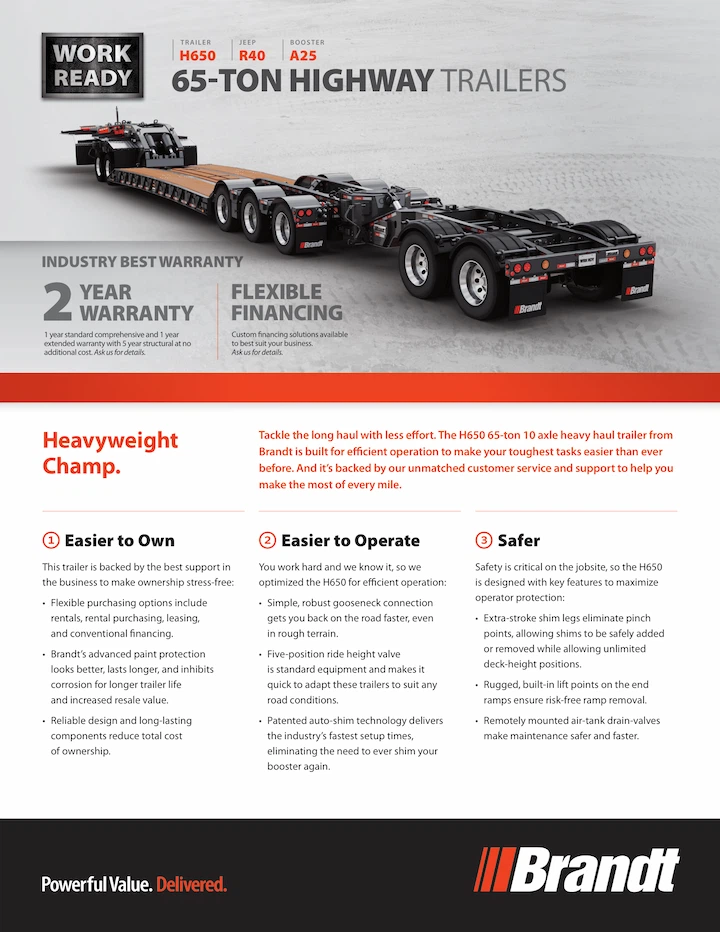 WORK
READY
TRAILER
H650
JEEP
R40
BOOSTER
A25
65-TON HIGHWAY TRAILERS
INDUSTRY BEST WARRANTY
2 YEAR
WARRANTY
1 year standard comprehensive and 1 year
extended warranty with 5 year structural at no
additional cost. Ask us for details.
FLEXIBLE
FINANCING
Custom financing solutions available
to best suit your business.
Ask us for details.
Brandt
Brandt
Brandt
Heavyweight
Champ.
Tackle the long haul with less effort. The H650 65-ton 10 axle heavy haul trailer from
Brandt is built for efficient operation to make your toughest tasks easier than ever
before. And it's backed by our unmatched customer service and support to help you
make the most of every mile.
1 Easier to Own
This trailer is backed by the best support in
the business to make ownership stress-free:
• Flexible purchasing options include
rentals, rental purchasing, leasing,
and conventional financing.
• Brandt's advanced paint protection
looks better, lasts longer, and inhibits
corrosion for longer trailer life
and increased resale value.
• Reliable design and long-lasting
components reduce total cost
of ownership.
2 Easier to Operate
You work hard and we know it, so we
optimized the H650 for efficient operation:
• Simple, robust gooseneck connection
gets you back on the road faster, even
in rough terrain.
• Five-position ride height valve
is standard equipment and makes it
quick to adapt these trailers to suit any
road conditions.
• Patented auto-shim technology delivers
the industry's fastest setup times,
eliminating the need to ever shim your
booster again.
3 Safer
Safety is critical on the jobsite, so the H650
is designed with key features to maximize
operator protection:
• Extra-stroke shim legs eliminate pinch
points, allowing shims to be safely added
or removed while allowing unlimited
deck-height positions.
• Rugged, built-in lift points on the end
ramps ensure risk-free ramp removal.
• Remotely mounted air-tank drain-valves
make maintenance safer and faster.
Powerful Value. Delivered.
Brandt